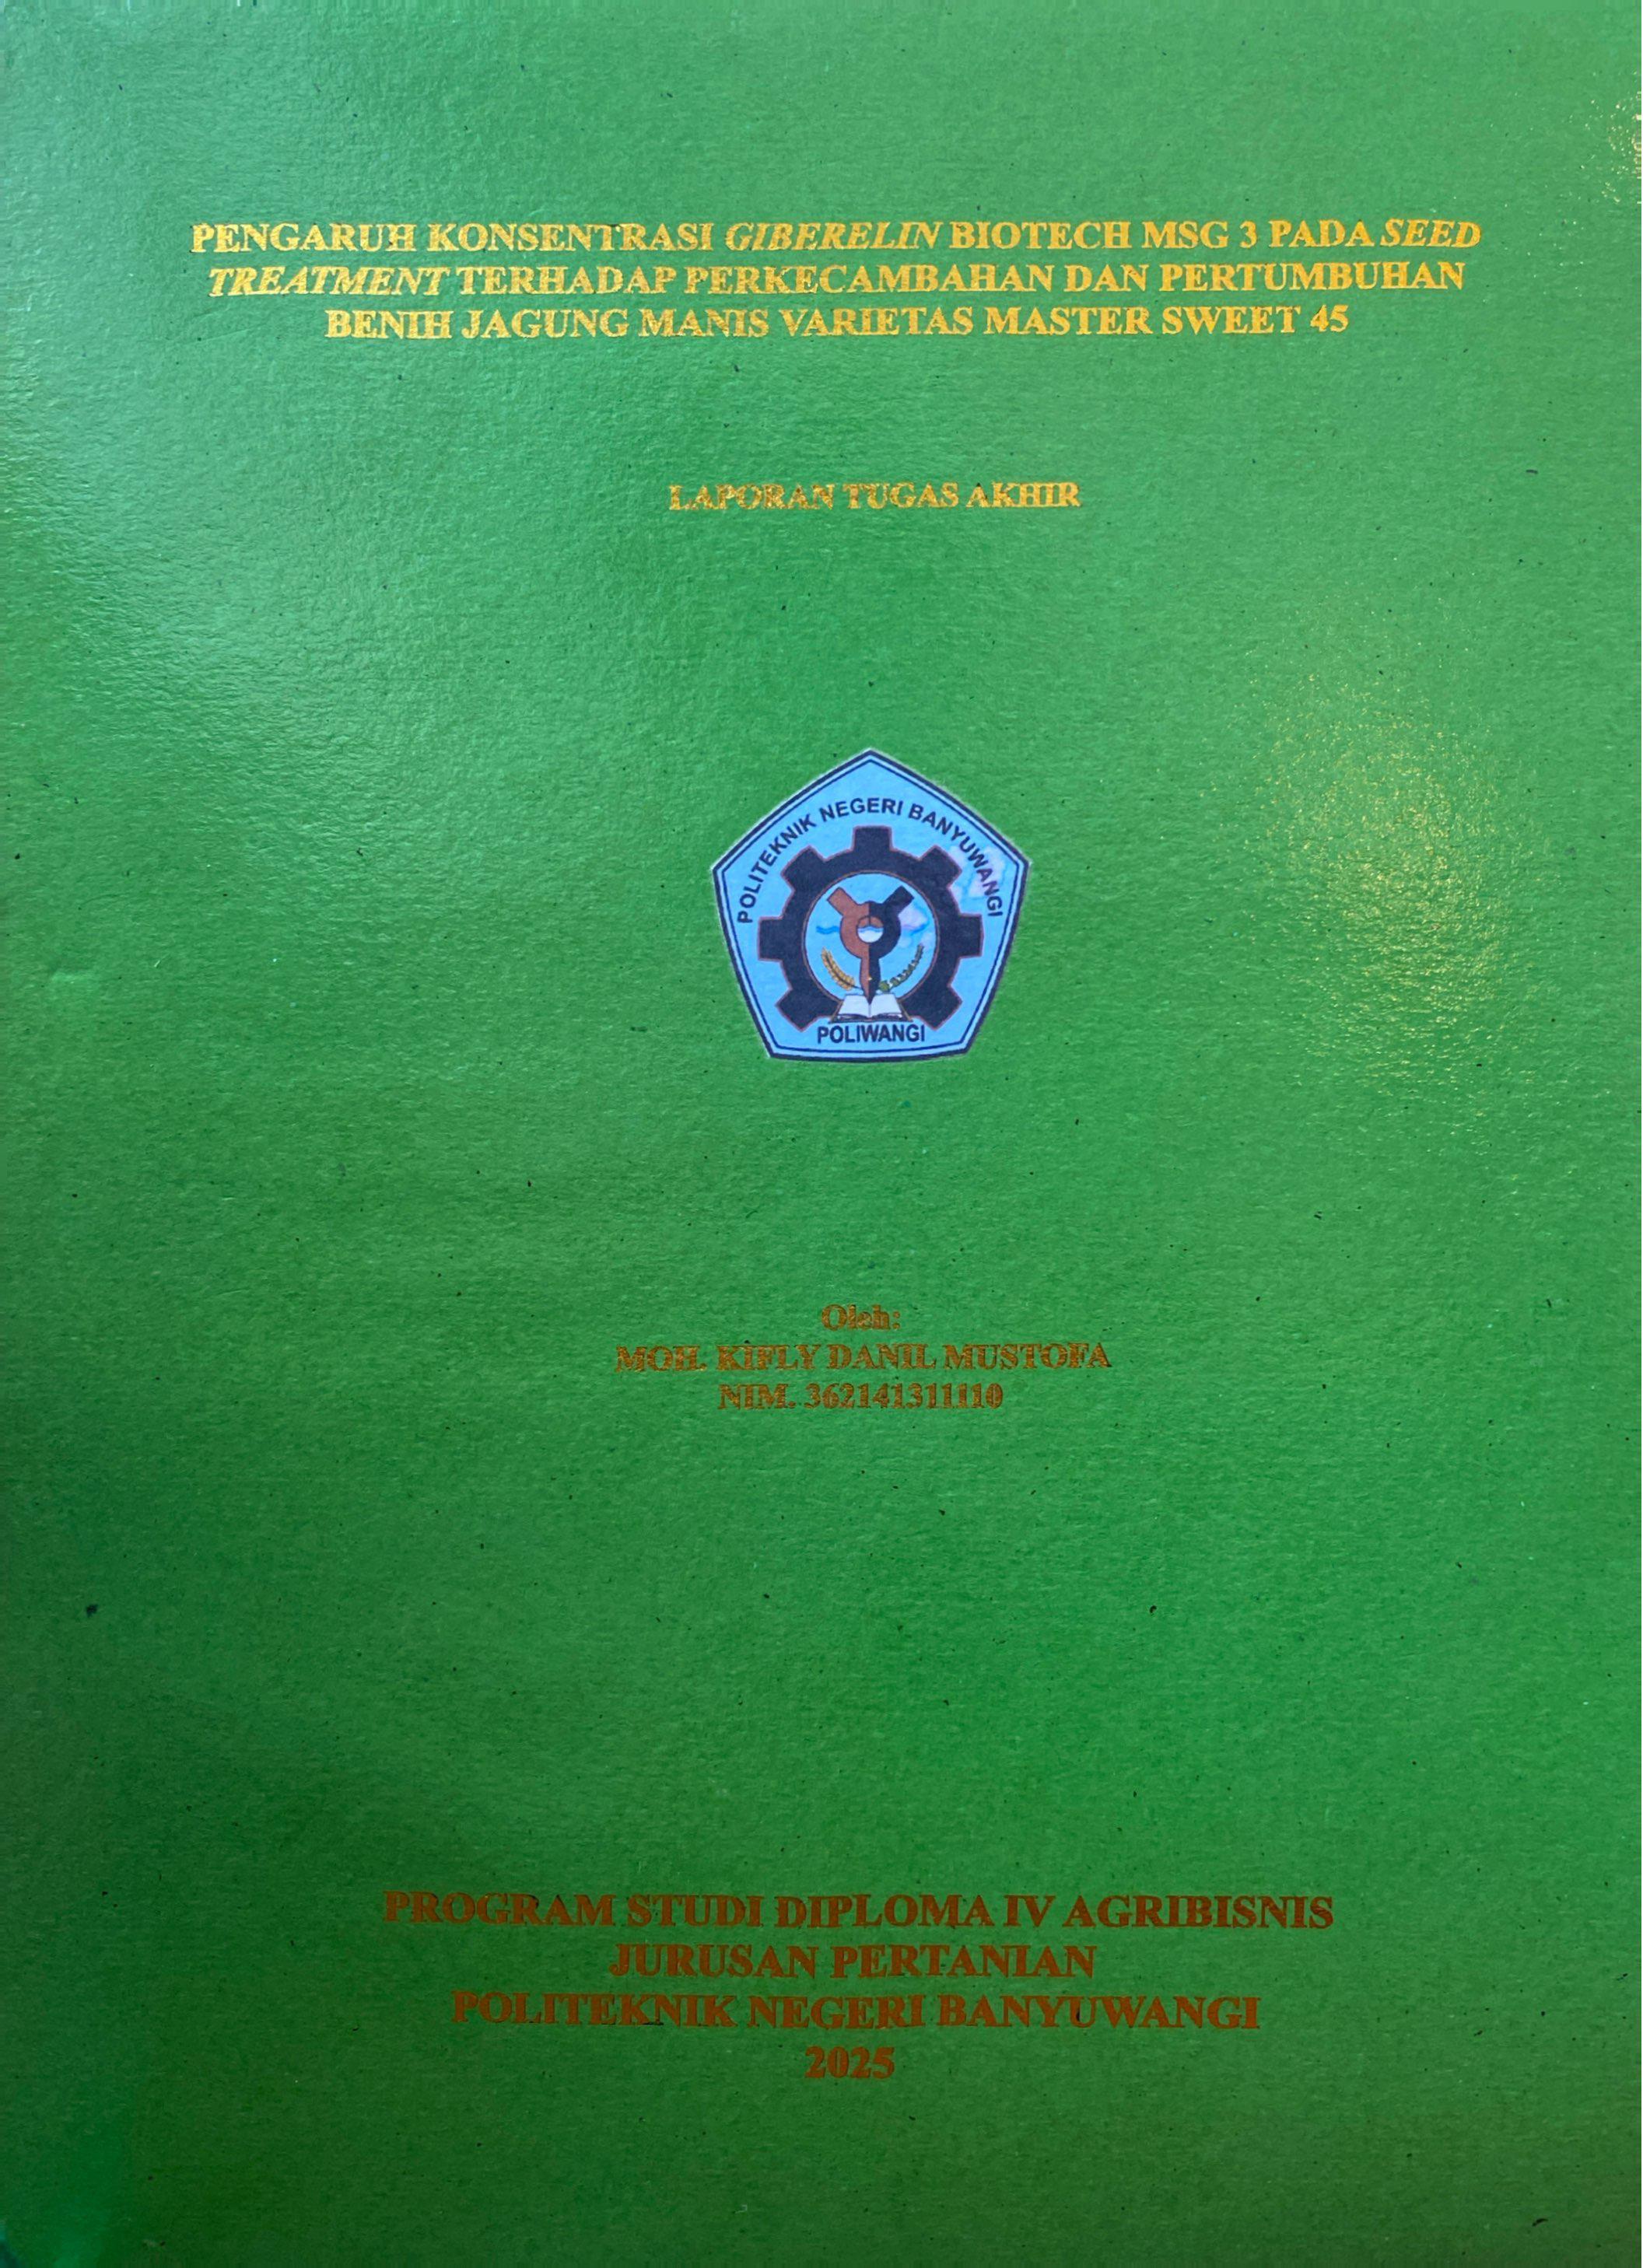 PENGARUH KONSENTRASI GIBERELIN BIOTECH MSG 3 PADA SEED
TREATMENT TERHADAP PERKECAMBAHAN DAN PERTUMBUHAN
BENIH JAGUNG MANIS VARIETAS MASTER SWEET 45
LAPORAN TUGAS AKHIR
POLITEKNIK NEGERI BANYUWANGI
POLIWANGI
Oleh:
MOH. KIFLY DANIL MUSTOFA
NIM. 362141311110
PROGRAM STUDI DIPLOMA IV AGRIBISNIS
JURUSAN PERTANIAN
POLITEKNIK NEGERI BANYUWANGI
2025